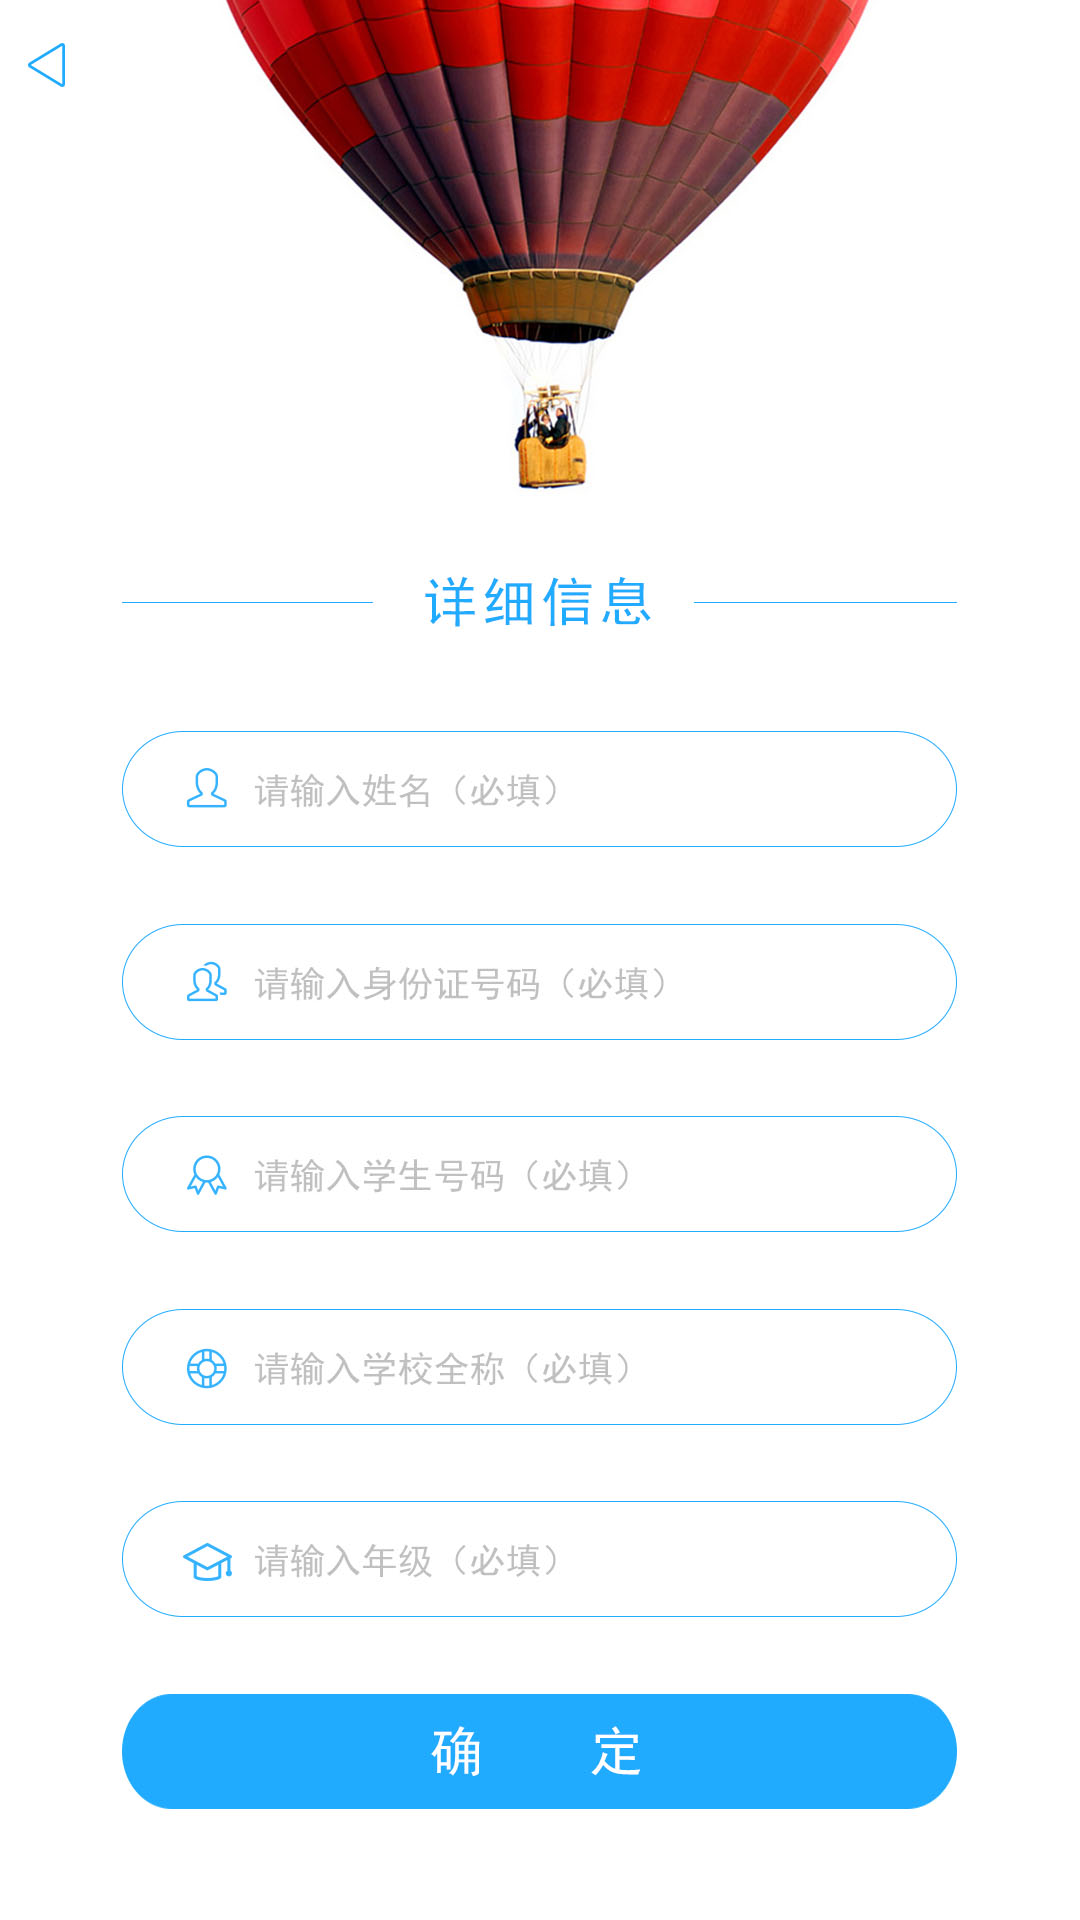 详细信息
请输入姓名（必填）
请输入身份证号码（必填）
请输入学生号码（必填）
请输入学校全称（必填）
请输入年级（必填）
确 定